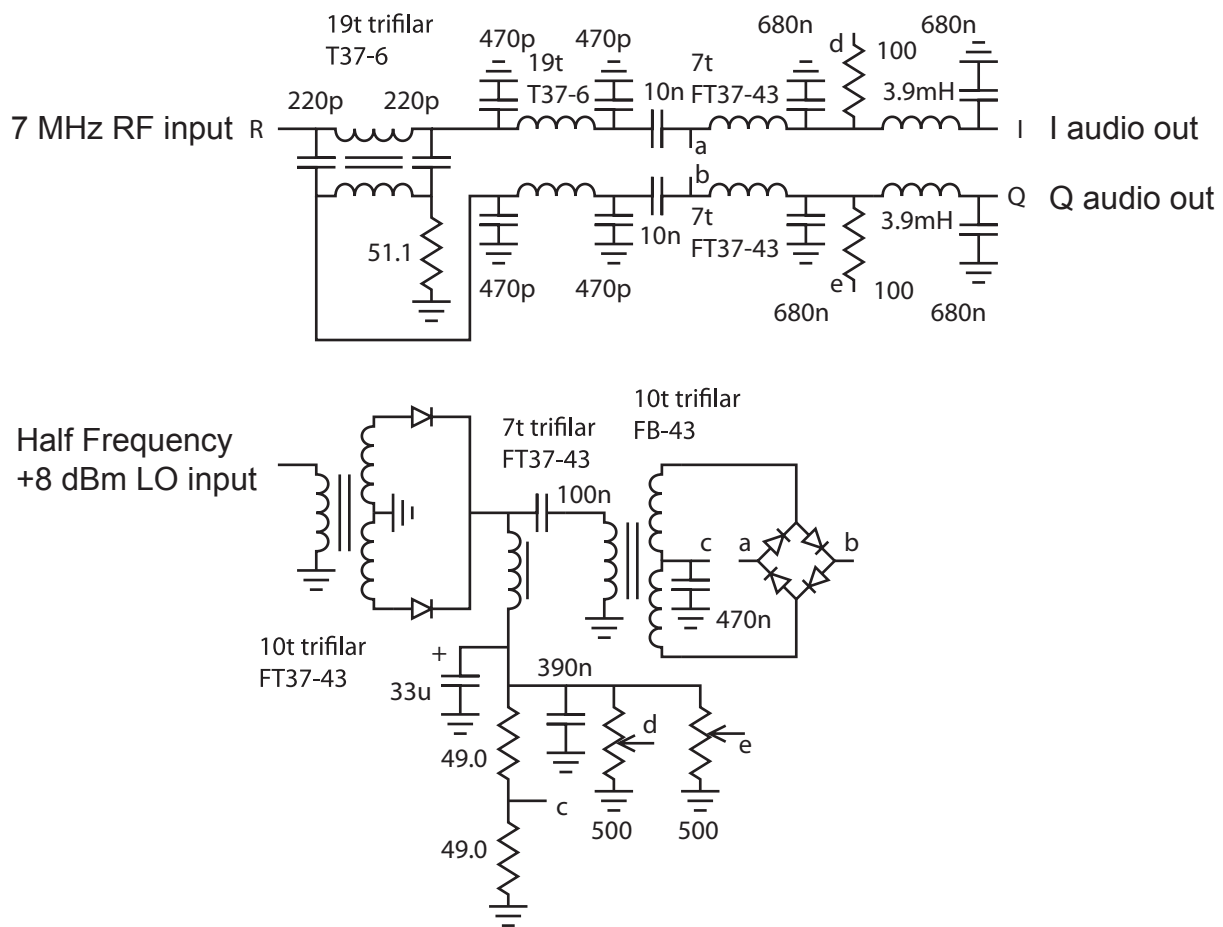 19t trifilar
T37-6
220p 220p
470p 470p
19t
T37-6
10n
7t
FT37-43
680n
d
100
680n
3.9mH
7 MHz RF input R
a
I I audio out
b
Q Q audio out
51.1
470p 470p
10n
7t
FT37-43
680n
e
100
3.9mH
680n
Half Frequency
+8 dBm LO input
10t trifilar
FT37-43
7t trifilar
FT37-43
100n
10t trifilar
FB-43
c
a
b
470n
+
33u
390n
49.0
d
e
c
500
500
49.0